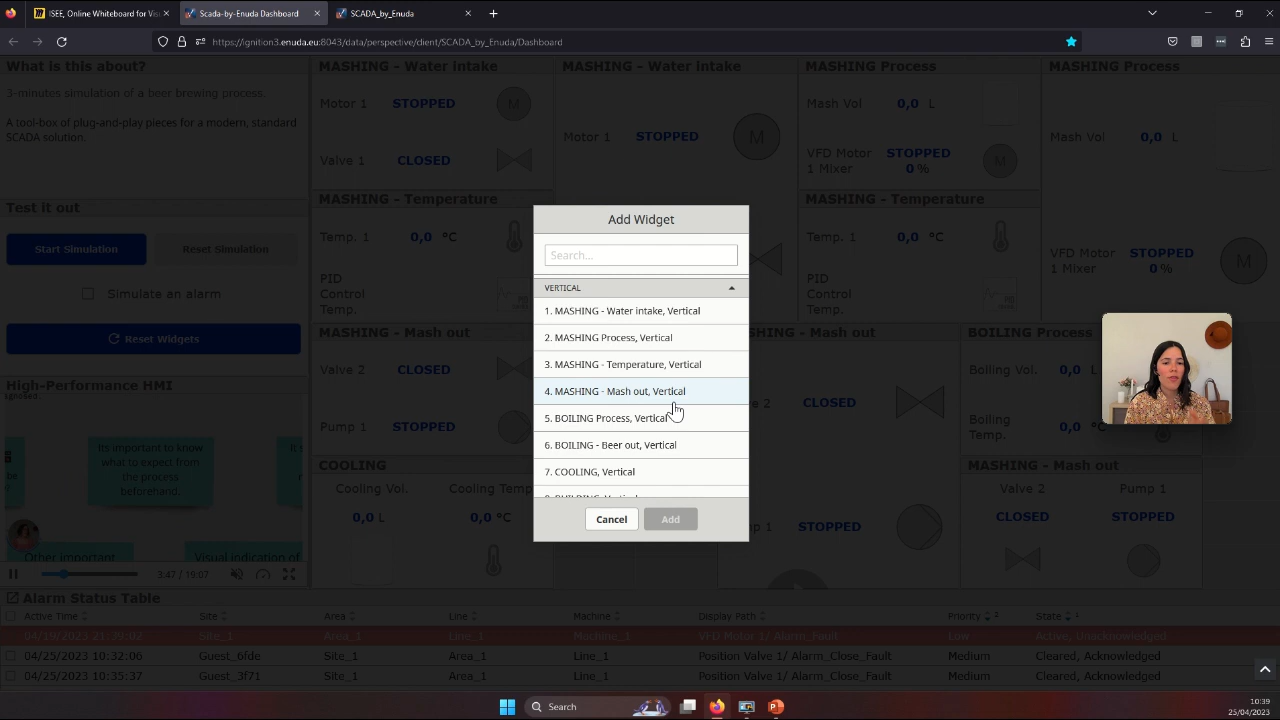 ISEE, Online Whiteboard for Vis
Scada-by-Enuda Dashboard
SCADA_by_Enuda
https://ignition3.enuda.eu:8043/data/perspective/client/SCADA_by_Enuda/Dashboard
What is this about?
3-minutes simulation of a beer brewing process.
A tool-box of plug-and-play pieces for a modern, standard
SCADA solution.
Test it out
Start Simulation
Reset Simulation
Simulate an alarm
Reset Widgets
High-Performance HMI
Its important to know
what to expect from
the process
beforehand.
It s
be
Other important
Visual indication of
3:47 / 19:07
MASHING - Water intake
Motor 1 STOPPED M
Valve 1 CLOSED
MASHING - Water intake
Motor 1 STOPPED M
MASHING Process
Mash Vol 0,0 L
VFD Motor
1 Mixer
STOPPED
0 %
M
MASHING Process
Mash Vol 0,0 L
VFD Motor
1 Mixer
STOPPED
0 %
M
MASHING - Temperature
Temp. 1 0,0 °C
PID
Control
Temp.
MASHING - Temperature
Temp. 1 0,0 °C
PID
Control
Temp.
PID
MASHING - Mash out
Valve 2 CLOSED
Pump 1 STOPPED
SHING - Mash out
e 2 CLOSED
p 1 STOPPED
BOILING Process
Boiling Vol. 0,0
Boiling
Temp.
0,0 °C
COOLING
Cooling Vol.
Cooling Temp
0,0 L
0,0 °C
MASHING - Mash out
Valve 2
Pump 1
CLOSED
STOPPED
Add Widget
Search...
VERTICAL
1. MASHING - Water intake, Vertical
2. MASHING Process, Vertical
3. MASHING - Temperature, Vertical
4. MASHING - Mash out, Vertical
5. BOILING Process, Vertical
6. BOILING - Beer out, Vertical
7. COOLING, Vertical
Cancel
Add
Alarm Status Table
Active Time Site Area Line Machine Display Path Priority State
04/19/2023 21:39:02 Site_1 Area_1 Line_1 Machine_1 VFD Motor 1/ Alarm_Fault Low Active, Unacknowledged
04/25/2023 10:32:06 Guest_6fde Site_1 Area_1 Line_1 Position Valve 1/ Alarm_Close_Fault Medium Cleared, Acknowledged
04/25/2023 10:35:37 Guest_3f71 Site_1 Area_1 Line_1 Position Valve 1/ Alarm_Close_Fault Medium Cleared, Acknowledged
Search
10:39
25/04/2023